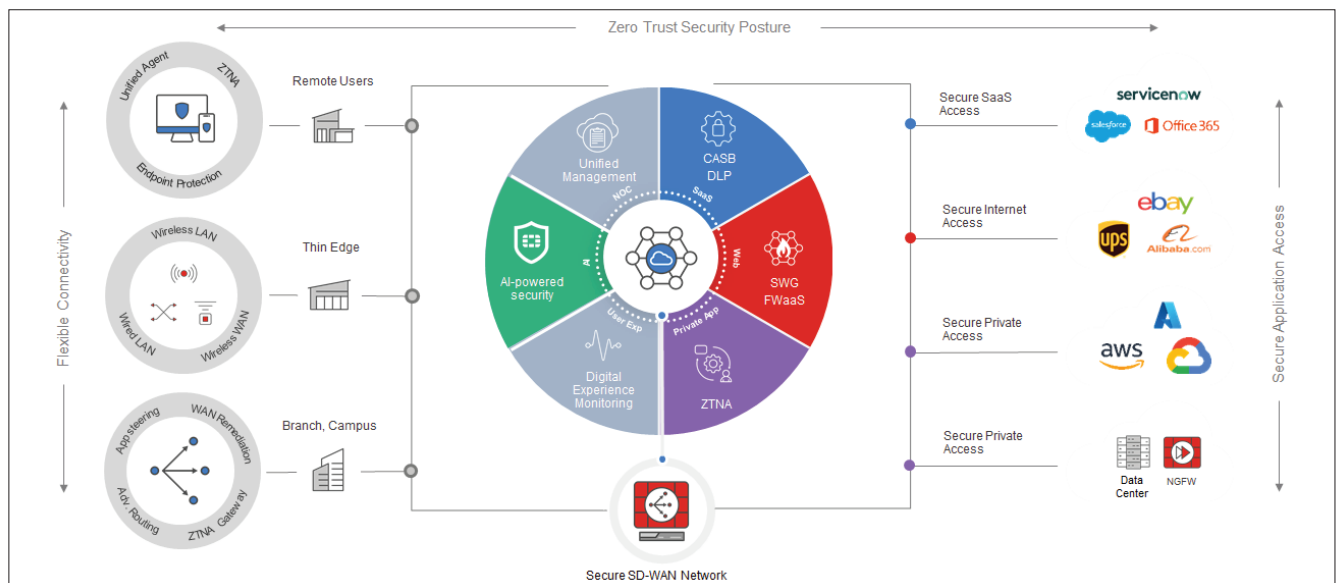 Zero Trust Security Posture
Flexible Connectivity
Unified Agent
ZTNA
Endpoint Protection
Remote Users
Wireless LAN
Wired LAN
Wireless WAN
Thin Edge
App steering
WAN Remediation
Adv. Routing
ZTNA Gateway
Branch, Campus
Unified
Management
NOC
CASB
DLP
SaaS
AI-powered
security
AI
SWG
FWaaS
Web
Digital
Experience
Monitoring
User Exp
ZTNA
Private App
Secure SD-WAN Network
Secure SaaS
Access
servicenow
salesforce
Office 365
Secure Internet
Access
ebay
ups
Alibaba.com
Secure Private
Access
aws
Secure Private
Access
Data
Center
NGFW
Secure Application Access